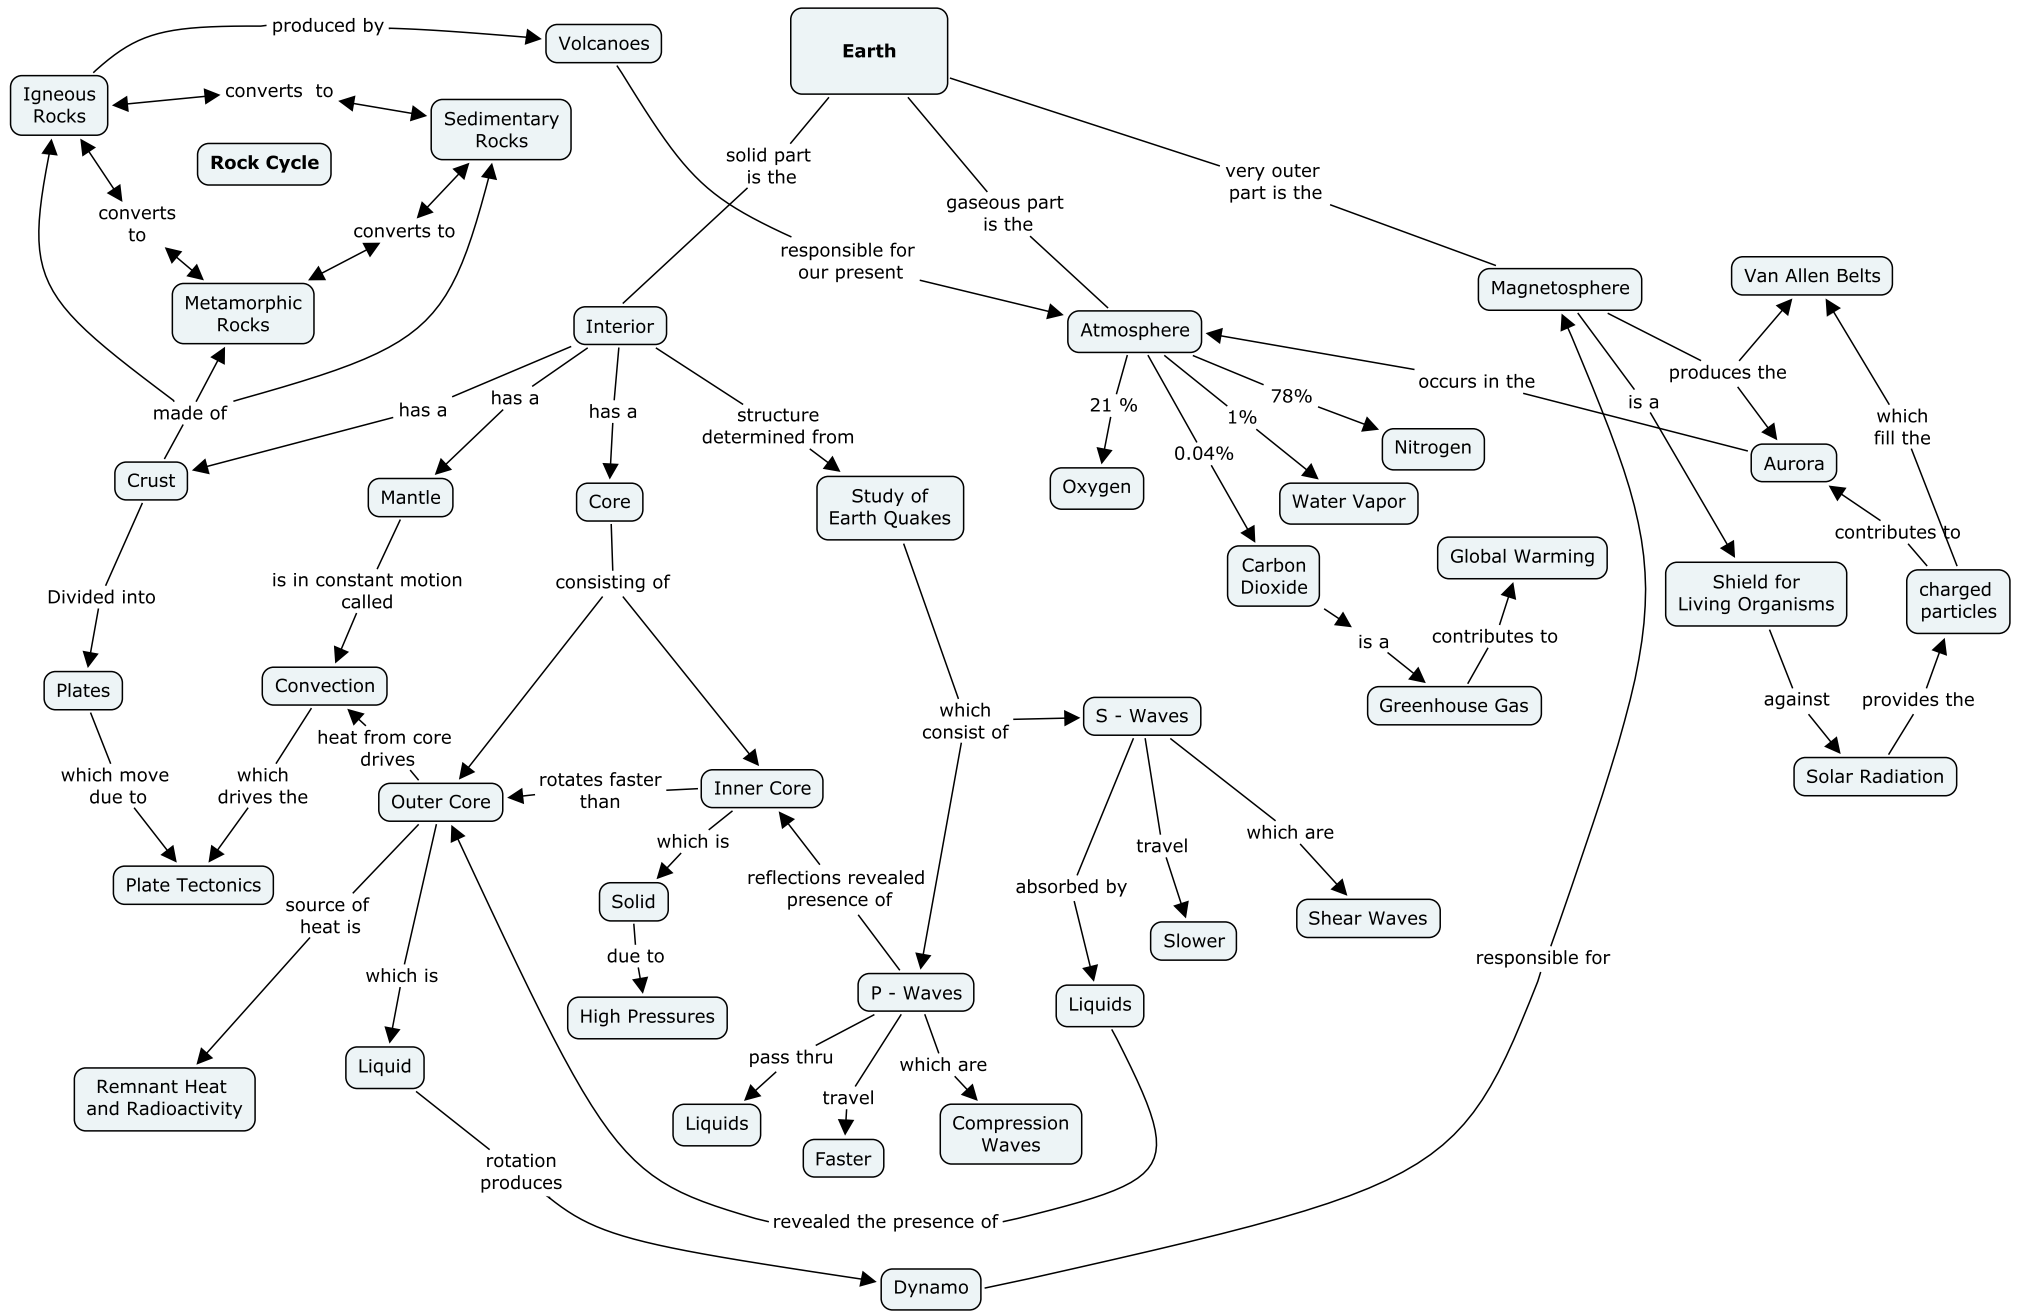 produced by
Volcanoes
Earth
Igneous
Rocks
converts  to
Sedimentary
Rocks
Rock Cycle
solid part
is the
very outer
part is the
gaseous part
is the
converts
to
converts to
responsible for
our present
Metamorphic
Rocks
Interior
Atmosphere
Magnetosphere
Van Allen Belts
made of
has a
has a
has a
structure
determined from
21 %
0.04%
1%
78%
occurs in the
produces the
is a
which
fill the
Crust
Mantle
Core
Study of
Earth Quakes
Oxygen
Water Vapor
Nitrogen
Aurora
contributes to
Divided into
is in constant motion
called
consisting of
Carbon
Dioxide
Global Warming
Shield for
Living Organisms
charged
particles
is a
contributes to
Plates
Convection
Greenhouse Gas
against
provides the
heat from core
drives
which
consist of
S - Waves
Solar Radiation
which move
due to
which
drives the
Outer Core
rotates faster
than
Inner Core
which is
travel
which are
Plate Tectonics
source of
heat is
Solid
reflections revealed
presence of
absorbed by
Slower
Shear Waves
which is
due to
responsible for
High Pressures
P - Waves
Liquids
Remnant Heat
and Radioactivity
Liquid
pass thru
travel
which are
Liquids
Faster
Compression
Waves
rotation
produces
revealed the presence of
Dynamo